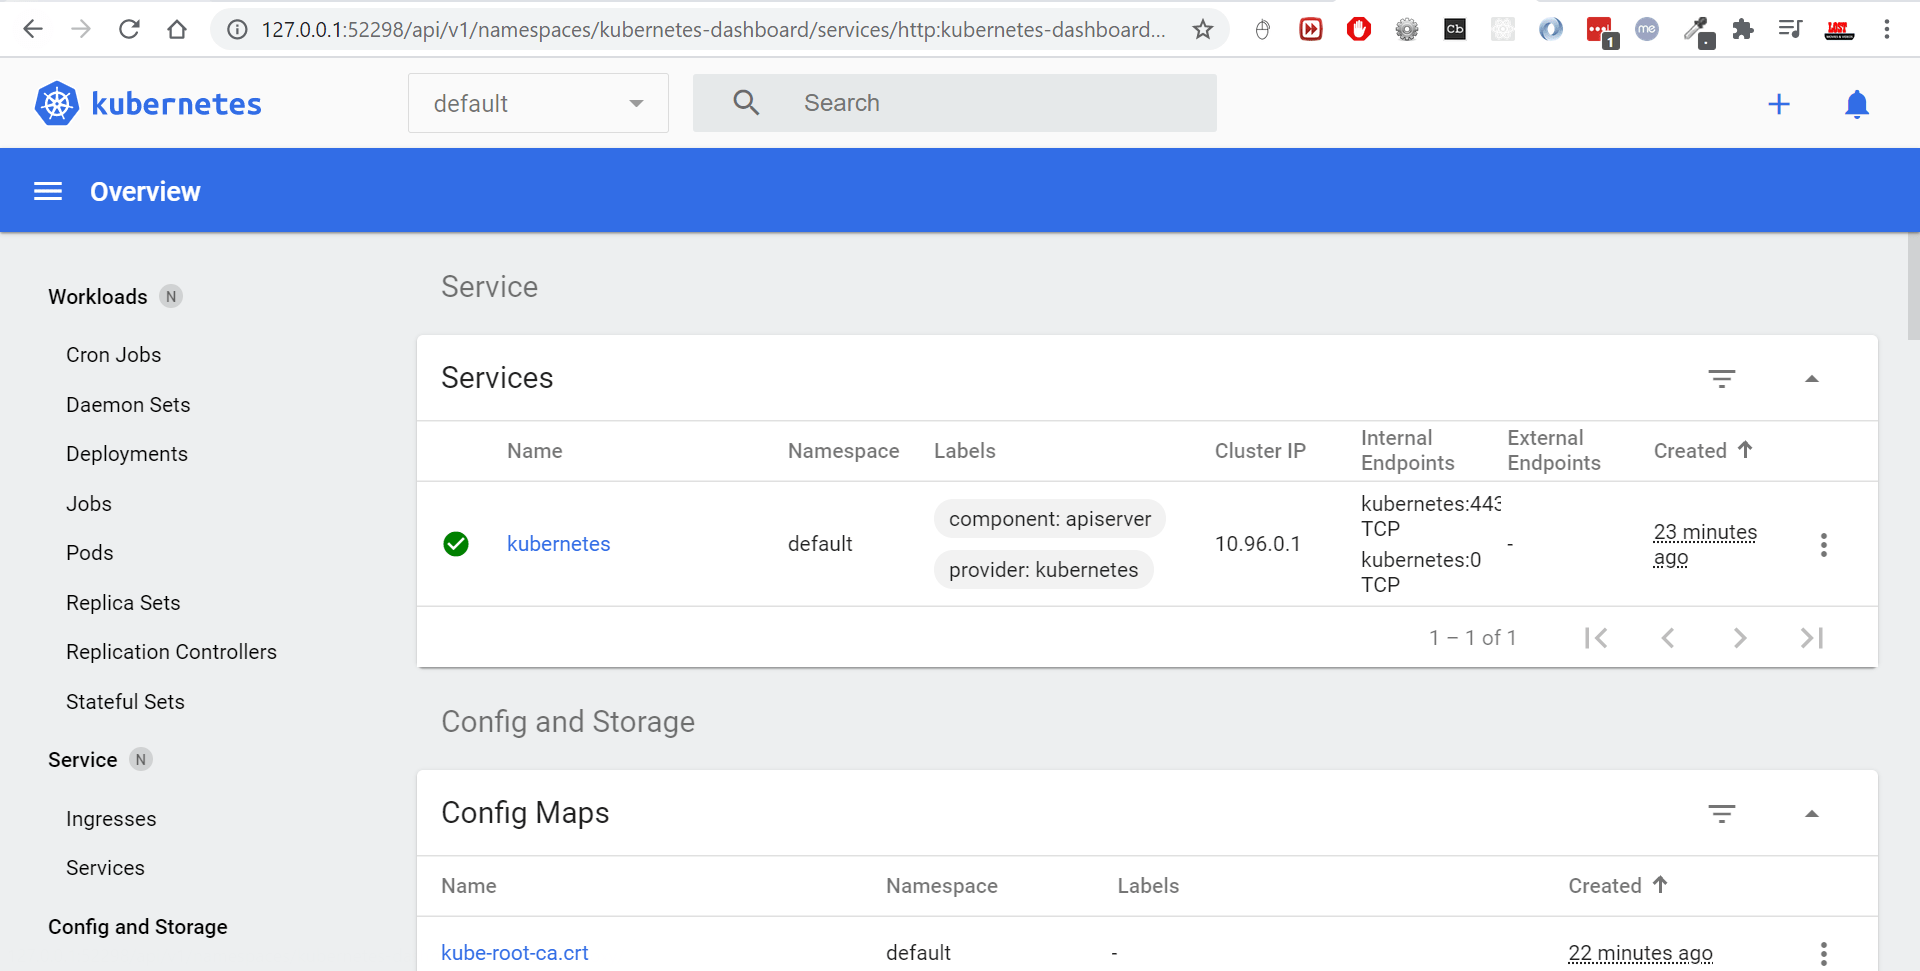 127.0.0.1:52298/api/v1/namespaces/kubernetes-dashboard/services/http:kubernetes-dashboard...
Cb
1
me
LOST
kubernetes
default
Search
Overview
Workloads N
Cron Jobs
Daemon Sets
Deployments
Jobs
Pods
Replica Sets
Replication Controllers
Stateful Sets
Service N
Ingresses
Services
Config and Storage
Service
Services
Name Namespace Labels Cluster IP Internal Endpoints External Endpoints Created
kubernetes default component: apiserver 10.96.0.1 kubernetes:443 TCP - 23 minutes ago
provider: kubernetes kubernetes:0 TCP
1 – 1 of 1
Config and Storage
Config Maps
Name Namespace Labels Created
kube-root-ca.crt default - 22 minutes ago